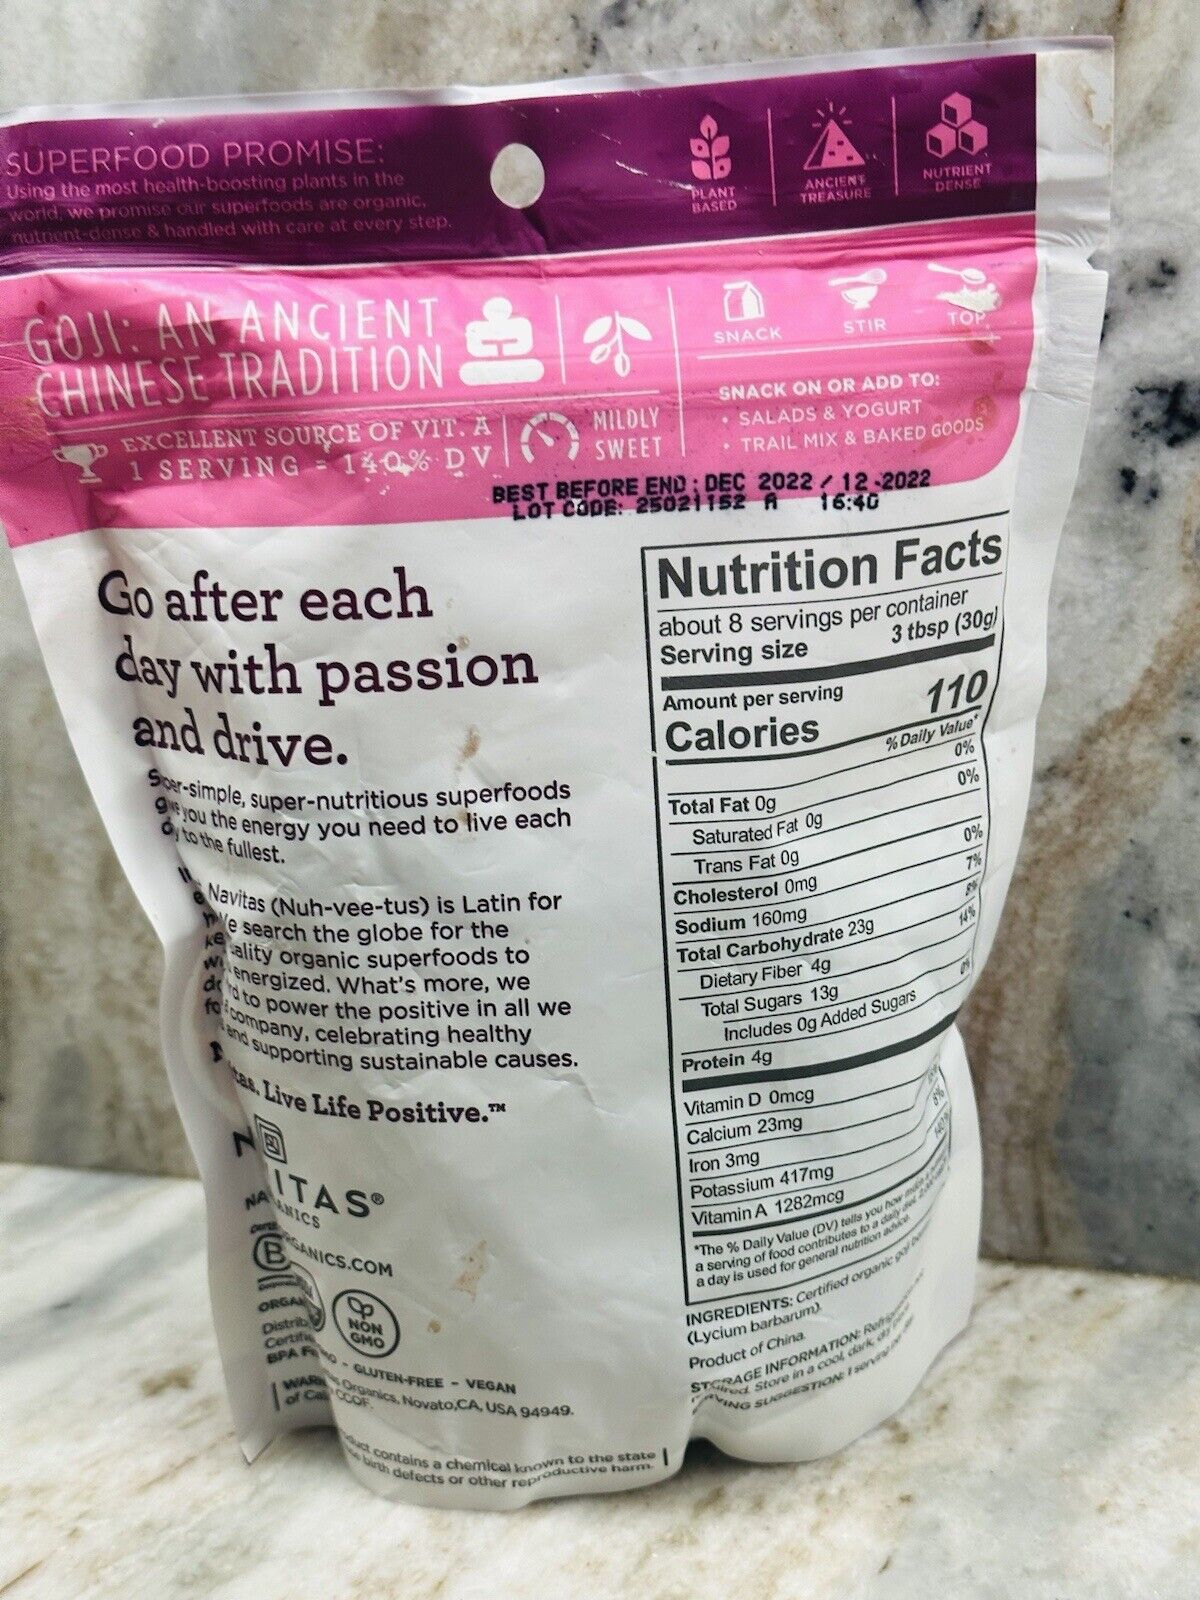 SUPERFOOD PROMISE:
Using the most health-boosting plants in the
world, we promise our superfoods are organic,
nutrient-dense & handled with care at every step.
PLANT
BASED
ANCIENT
TREASURE
NUTRIENT
DENSE
GOJI: AN ANCIENT
CHINESE TRADITION
EXCELLENT SOURCE OF VIT. A
1 SERVING = 140% DV
MILDLY
SWEET
SNACK
STIR
TOP
SNACK ON OR ADD TO:
• SALADS & YOGURT
• TRAIL MIX & BAKED GOODS
BEST BEFORE END: DEC 2022 / 12-2022
LOT CODE: 25021152 A 16:40
Go after each
day with passion
and drive.
super-nutritious superfoods
you the energy you need to live each
to the fullest.
Navitas (Nuh-vee-tus) is Latin for
search the globe for the
organic superfoods to
energized. What's more, we
to power the positive in all we
company, celebrating healthy
and supporting sustainable causes.
Live Life Positive.™
ITAS®
ANICS
GANICS.COM
B
NON
GMO
- GLUTEN-FREE - VEGAN
Organics, Novato, CA, USA 94949.
CCOF.
contains a chemical known to the state
birth defects or other reproductive harm.
Nutrition Facts
about 8 servings per container
Serving size 3 tbsp (30g)
Amount per serving
Calories 110
% Daily Value*
Total Fat 0g 0%
Saturated Fat 0g 0%
Trans Fat 0g
Cholesterol 0mg 0%
Sodium 160mg 7%
Total Carbohydrate 23g 8%
Dietary Fiber 4g 14%
Total Sugars 13g
Includes 0g Added Sugars 0%
Protein 4g
Vitamin D 0mcg
Calcium 23mg
Iron 3mg
Potassium 417mg 8%
Vitamin A 1282mcg 140%
*The % Daily Value (DV) tells you how
a serving of food contributes to a daily diet.
a day is used for general nutrition advice.
INGREDIENTS: Certified organic goji
(Lycium barbarum).
Product of China.
STORAGE INFORMATION:
Store in a cool, dark, dry
SUGGESTION: 1 serving